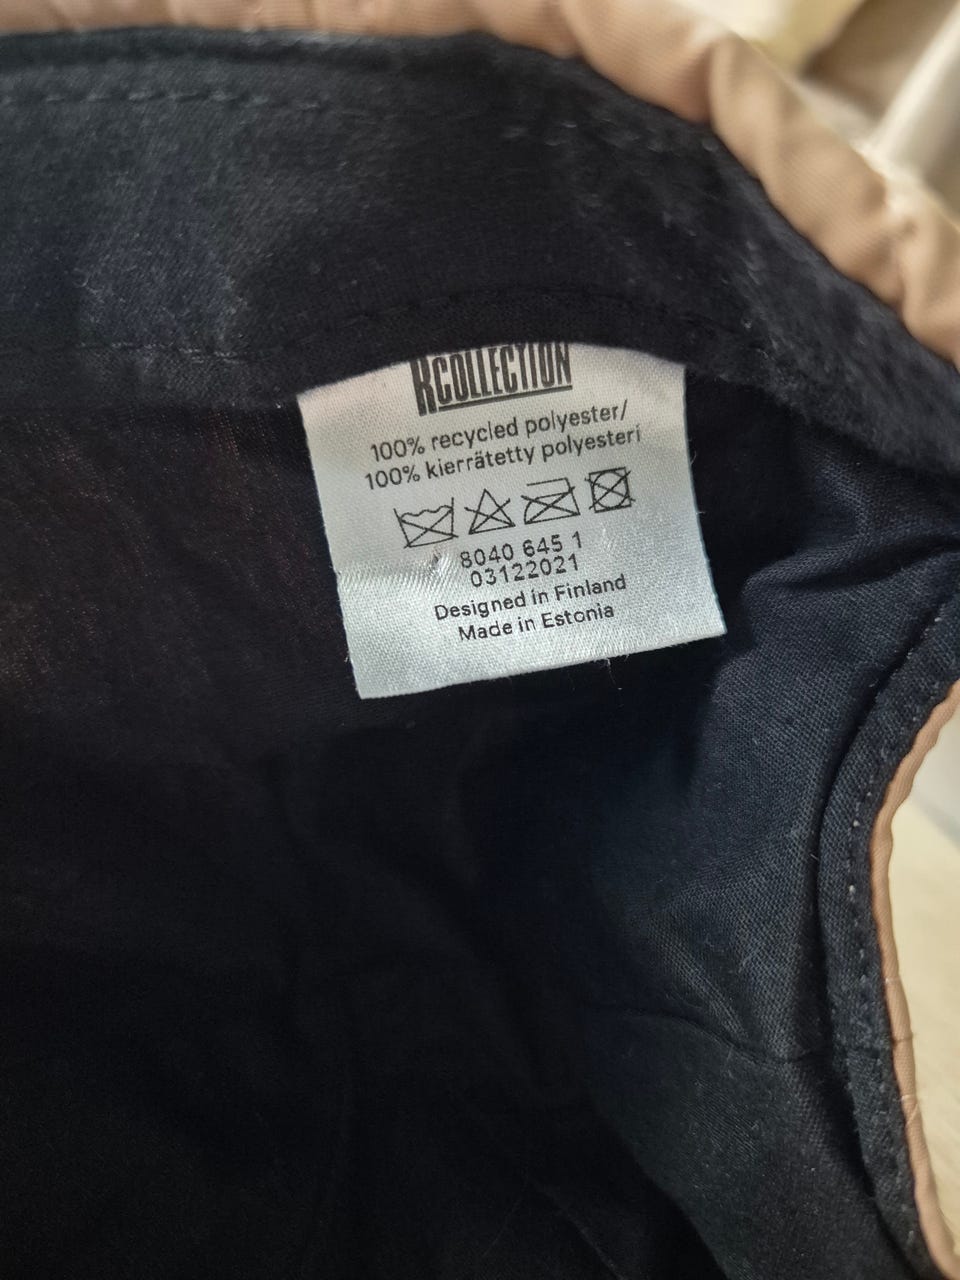 RCOLLECTION
100% recycled polyester/
100% kierrätetty polyesteri
8040 645 1
03122021
Designed in Finland
Made in Estonia